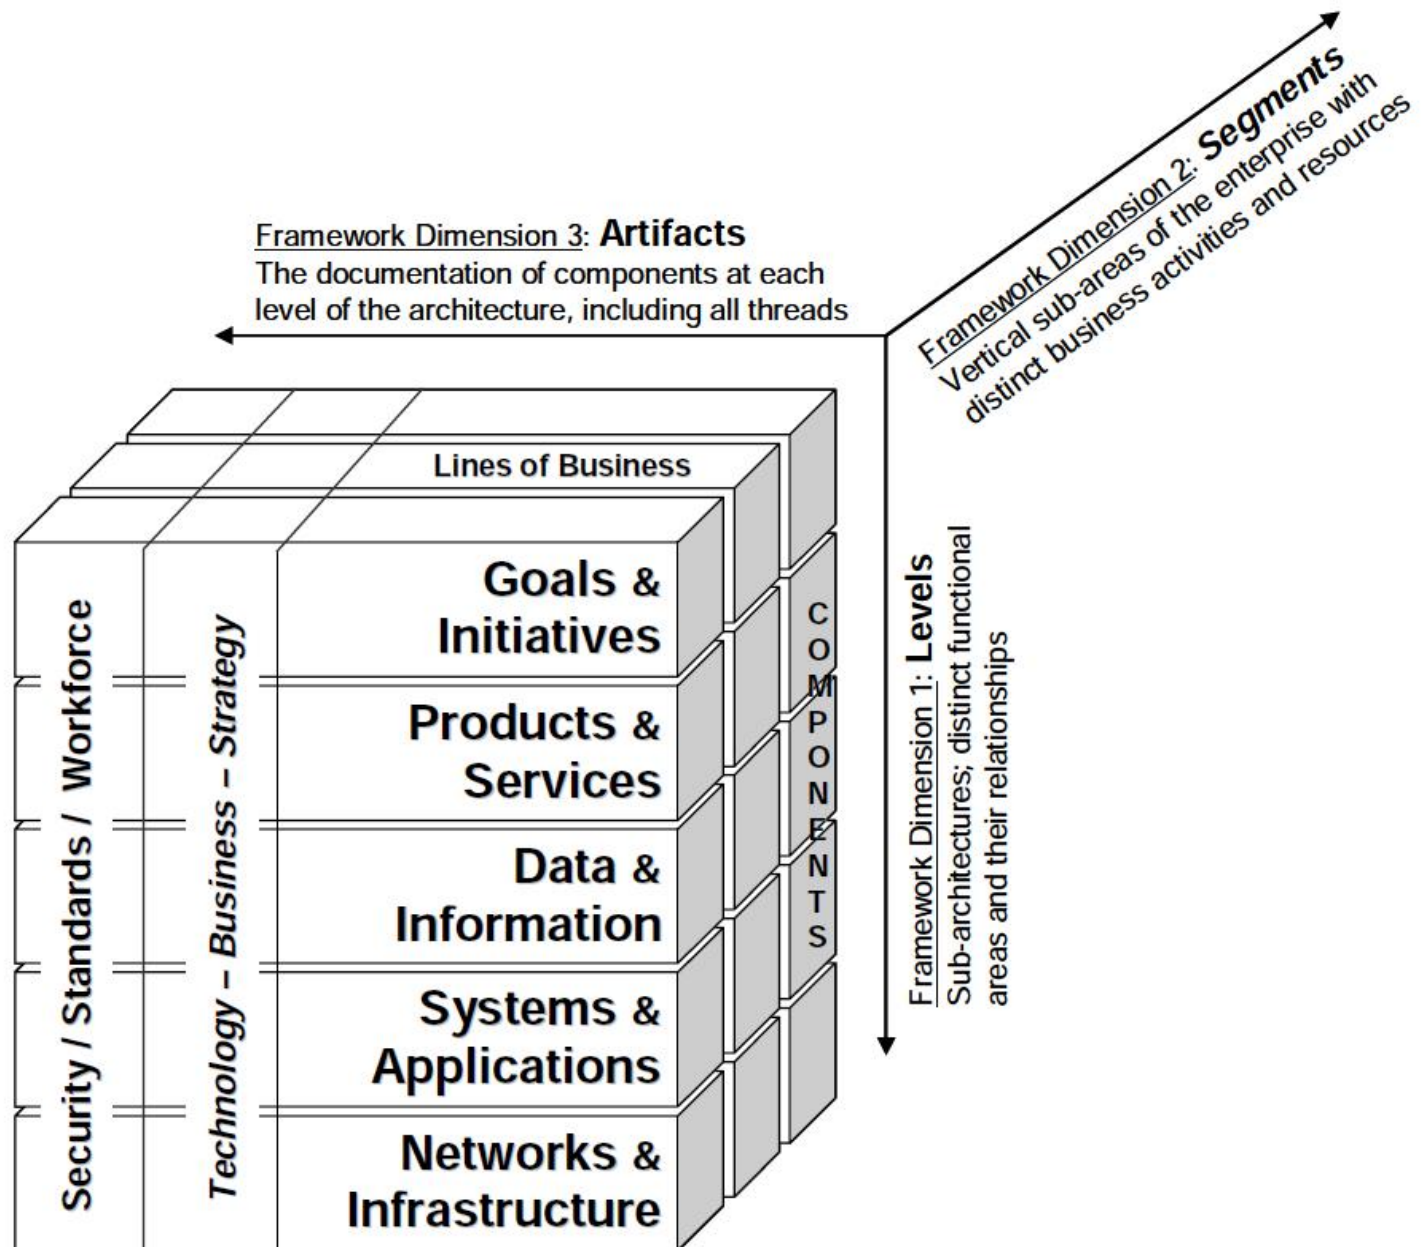 Framework Dimension 3: Artifacts
The documentation of components at each
level of the architecture, including all threads
Framework Dimension 2: Segments
Vertical sub-areas of the enterprise with
distinct business activities and resources
Lines of Business
Goals &
Initiatives
Products &
Services
Data &
Information
Systems &
Applications
Networks &
Infrastructure
Security / Standards / Workforce
Technology – Business – Strategy
COMPONENTS
Framework Dimension 1: Levels
Sub-architectures; distinct functional
areas and their relationships